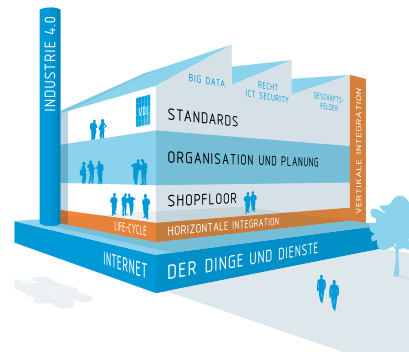 INDUSTRIE 4.0
BIG DATA
RECHT
ICT SECURITY
GESCHÄFTS-
FELDER
VDI
STANDARDS
ORGANISATION UND PLANUNG
SHOPFLOOR
VERTIKALE INTEGRATION
LIFE-CYCLE
HORIZONTALE INTEGRATION
INTERNET
DER DINGE UND DIENSTE